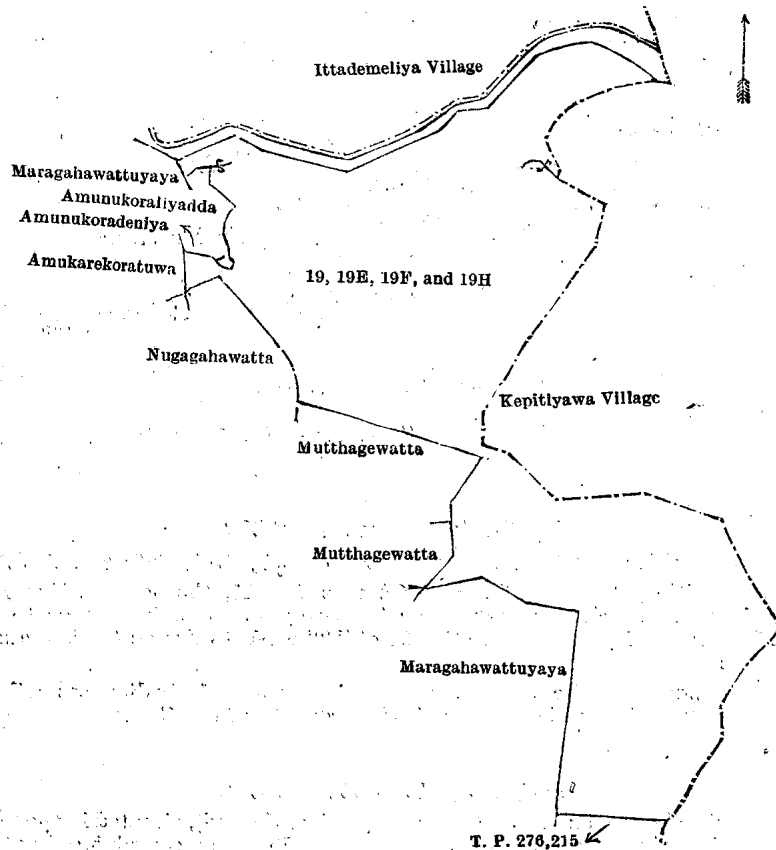 Ittademeliya Village
Maragahawattuyaya
Amunukoraliyadda
Amunukoradeniya
Amukarekoratuwa
19, 19E, 19F, and 19H
Nugagahawatta
Kepitiyawa Village
Mutthagewatta
Mutthagewatta
Maragahawattuyaya
T. P. 276,215